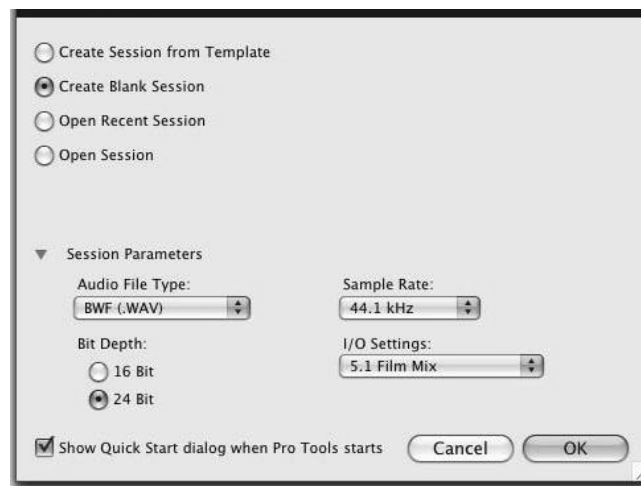 Create Session from Template
Create Blank Session
Open Recent Session
Open Session
Session Parameters
Audio File Type:
BWF (.WAV)
Sample Rate:
44.1 kHz
Bit Depth:
16 Bit
24 Bit
I/O Settings:
5.1 Film Mix
Show Quick Start dialog when Pro Tools starts
Cancel
OK